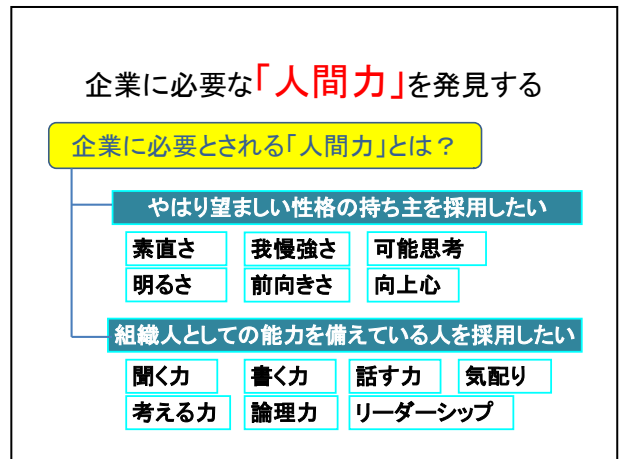 企業に必要な「人間力」を発見する
企業に必要とされる「人間力」とは？
やはり望ましい性格の持ち主を採用したい
素直さ 我慢強さ 可能思考
明るさ 前向きさ 向上心
組織人としての能力を備えている人を採用したい
聞く力 書く力 話す力 気配り
考える力 論理力 リーダーシップ